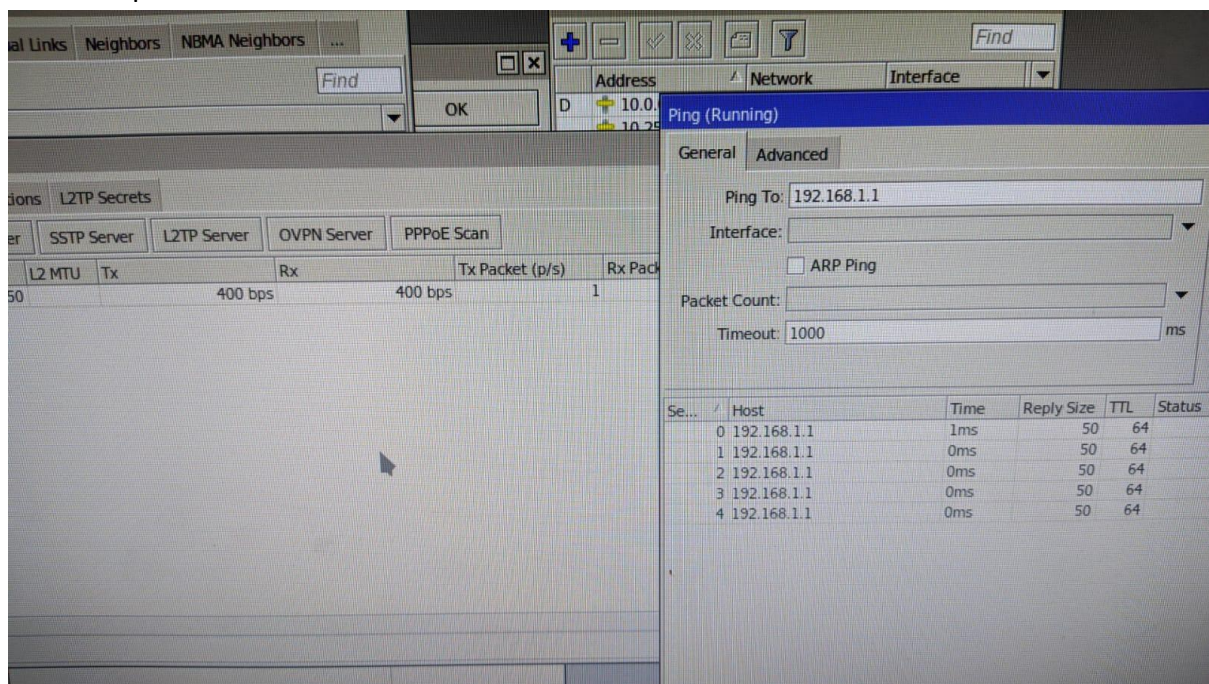 Links Neighbors NBMA Neighbors ...
Find
OK
Find
Address Network Interface
D 10.0.
Ping (Running)
General Advanced
Ping To: 192.168.1.1
Interface:
ARP Ping
Packet Count:
Timeout: 1000 ms
Se... Host Time Reply Size TTL Status
0 192.168.1.1 1ms 50 64
1 192.168.1.1 0ms 50 64
2 192.168.1.1 0ms 50 64
3 192.168.1.1 0ms 50 64
4 192.168.1.1 0ms 50 64
L2TP Secrets
SSTP Server L2TP Server OVPN Server PPPoE Scan
L2 MTU Tx Rx Tx Packet (p/s) Rx Pack
400 bps 400 bps 1